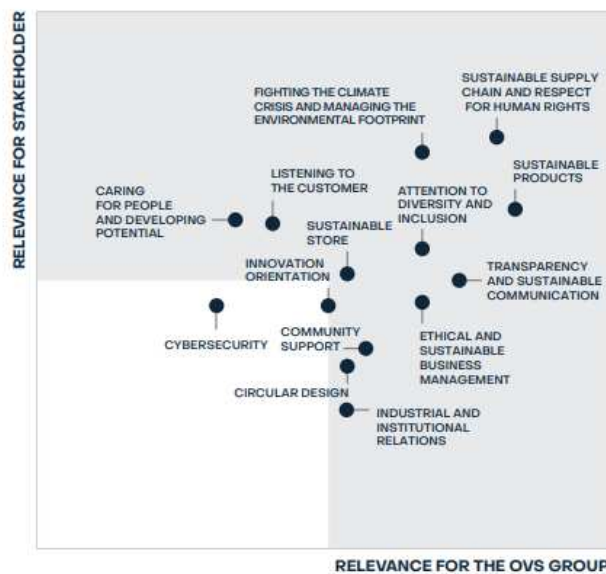 RELEVANCE FOR STAKEHOLDER
SUSTAINABLE SUPPLY
CHAIN AND RESPECT
FOR HUMAN RIGHTS
FIGHTING THE CLIMATE
CRISIS AND MANAGING THE
ENVIRONMENTAL FOOTPRINT
SUSTAINABLE
PRODUCTS
LISTENING TO
THE CUSTOMER
CARING
FOR PEOPLE
AND DEVELOPING
POTENTIAL
ATTENTION TO
DIVERSITY AND
INCLUSION
SUSTAINABLE
STORE
INNOVATION
ORIENTATION
TRANSPARENCY
AND SUSTAINABLE
COMMUNICATION
CYBERSECURITY
COMMUNITY
SUPPORT
ETHICAL AND
SUSTAINABLE
BUSINESS
MANAGEMENT
CIRCULAR DESIGN
INDUSTRIAL AND
INSTITUTIONAL
RELATIONS
RELEVANCE FOR THE OVS GROUP